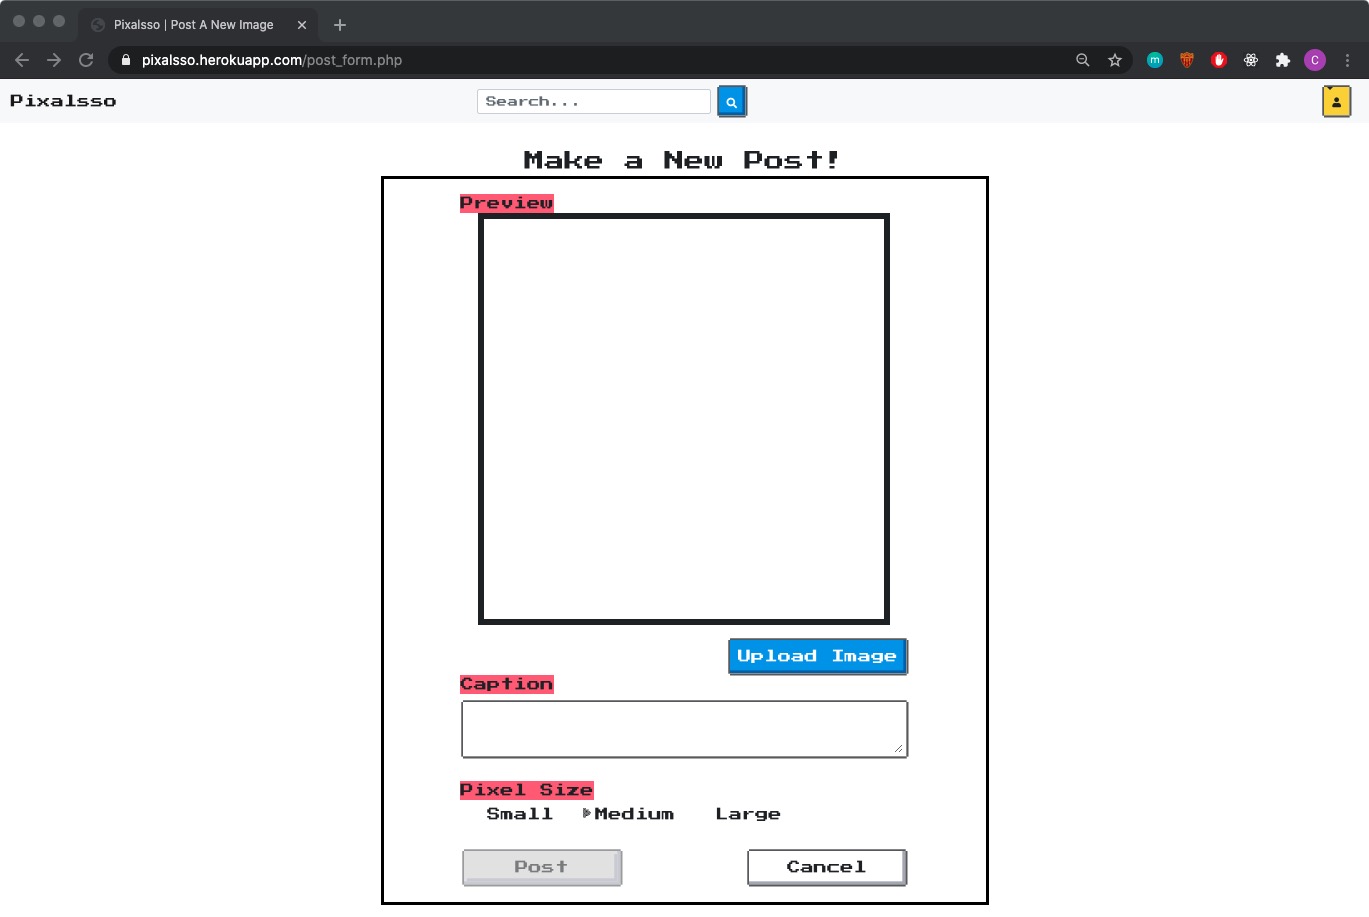 Pixalsso | Post A New Image
pixalsso.herokuapp.com/post_form.php
m
C
Pixalsso
Search...
Make a New Post!
Preview
Upload Image
Caption
Pixel Size
Small Medium Large
Post Cancel